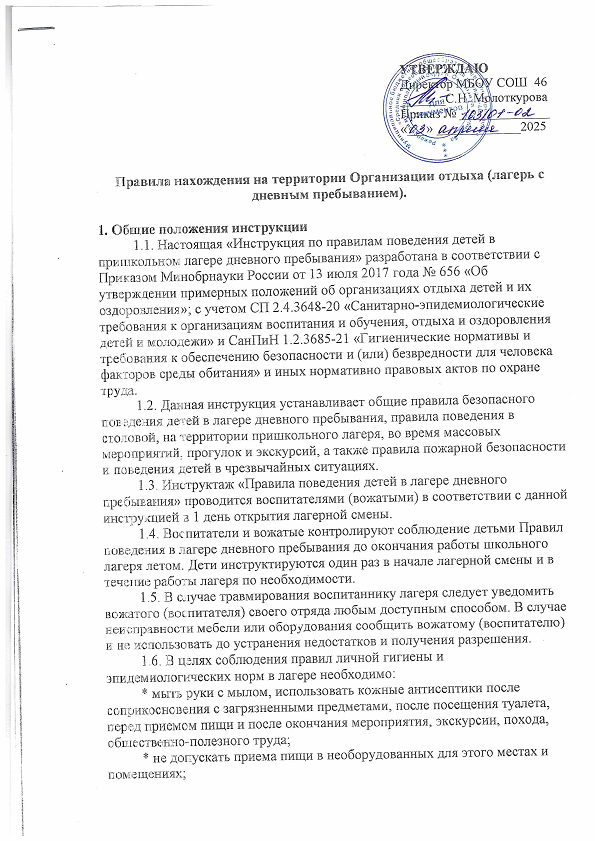 УТВЕРЖДАЮ
Директор МБОУ СОШ 46
С.Н. Молоткурова
Приказ № 103/01-02
«03» апреля 2025
Правила нахождения на территории Организации отдыха (лагерь с
дневным пребыванием).
1. Общие положения инструкции
1.1. Настоящая «Инструкция по правилам поведения детей в
пришкольном лагере дневного пребывания» разработана в соответствии с
Приказом Минобрнауки России от 13 июля 2017 года № 656 «Об
утверждении примерных положений об организациях отдыха детей и их
оздоровления»; с учетом СП 2.4.3648-20 «Санитарно-эпидемиологические
требования к организациям воспитания и обучения, отдыха и оздоровления
детей и молодежи» и СанПиН 1.2.3685-21 «Гигиенические нормативы и
требования к обеспечению безопасности и (или) безвредности для человека
факторов среды обитания» и иных нормативно правовых актов по охране
труда.
1.2. Данная инструкция устанавливает общие правила безопасного
поведения детей в лагере дневного пребывания, правила поведения в
столовой, на территории пришкольного лагеря, во время массовых
мероприятий, прогулок и экскурсий, а также правила пожарной безопасности
и поведения детей в чрезвычайных ситуациях.
1.3. Инструктаж «Правила поведения детей в лагере дневного
пребывания» проводится воспитателями (вожатыми) в соответствии с данной
инструкцией в 1 день открытия лагерной смены.
1.4. Воспитатели и вожатые контролируют соблюдение детьми Правил
поведения в лагере дневного пребывания до окончания работы школьного
лагеря летом. Дети инструктируются один раз в начале лагерной смены и в
течение работы лагеря по необходимости.
1.5. В случае травмирования воспитаннику лагеря следует уведомить
вожатого (воспитателя) своего отряда любым доступным способом. В случае
неисправности мебели или оборудования сообщить вожатому (воспитателю)
и не использовать до устранения недостатков и получения разрешения.
1.6. В целях соблюдения правил личной гигиены и
эпидемиологических норм в лагере необходимо:
* мыть руки с мылом, использовать кожные антисептики после
соприкосновения с загрязненными предметами, после посещения туалета,
перед приемом пищи и после окончания мероприятия, экскурсии, похода,
общественно-полезного труда;
* не допускать приема пищи в необорудованных для этого местах и
помещениях;